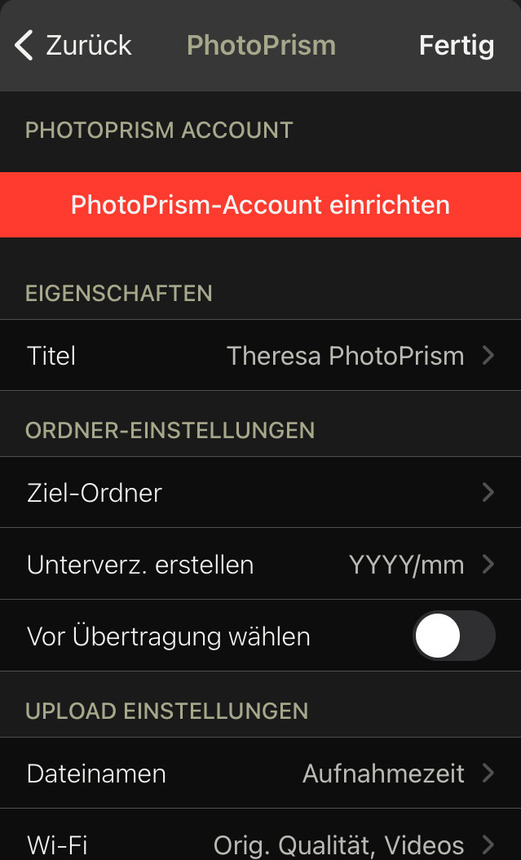 Zurück PhotoPrism Fertig
PHOTOPRISM ACCOUNT
PhotoPrism-Account einrichten
EIGENSCHAFTEN
Titel Theresa PhotoPrism
ORDNER-EINSTELLUNGEN
Ziel-Ordner
Unterverz. erstellen YYYY/mm
Vor Übertragung wählen
UPLOAD EINSTELLUNGEN
Dateinamen Aufnahmezeit
Wi-Fi Orig. Qualität, Videos